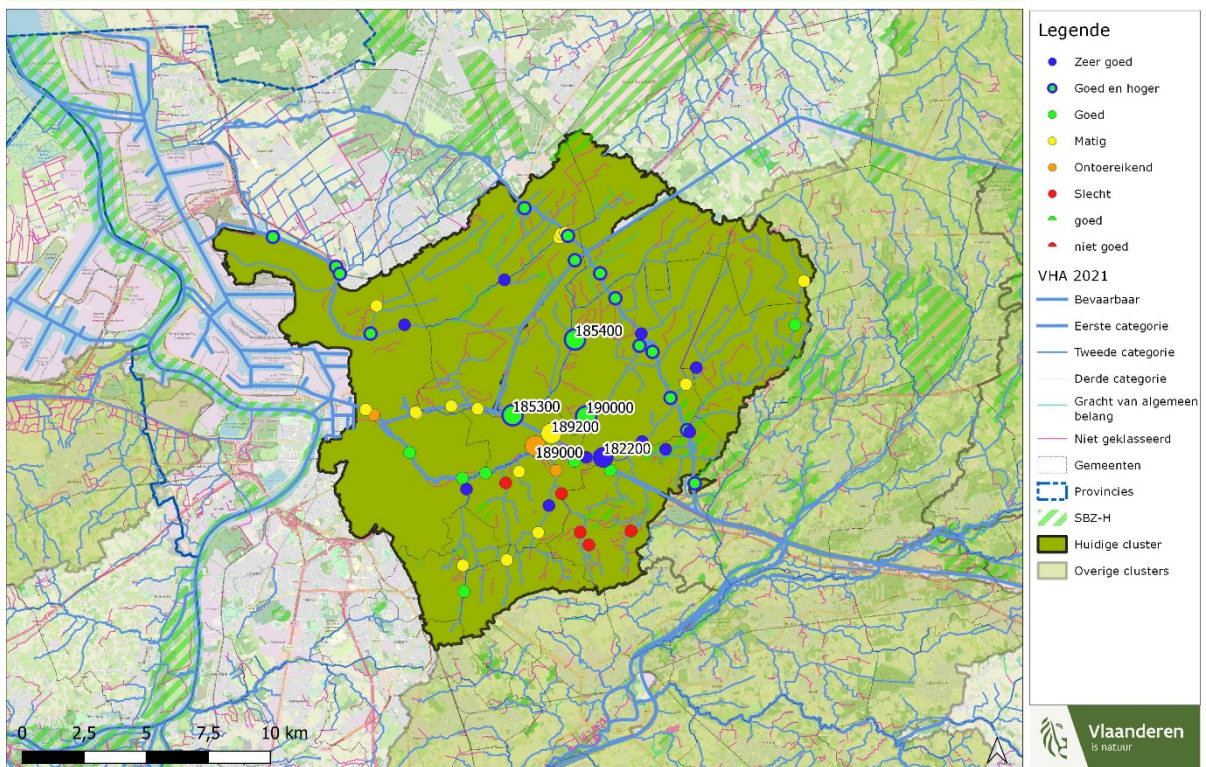 185400
185300
190000
189200
189000
182200
0 2,5 5 7,5 10 km
Legende
Zeer goed
Goed en hoger
Goed
Matig
Ontoereikend
Slecht
goed
niet goed
VHA 2021
Bevaarbaar
Eerste categorie
Tweede categorie
Derde categorie
Gracht van algemeen
belang
Niet geklasseerd
Gemeenten
Provincies
SBZ-H
Huidige cluster
Overige clusters
Vlaanderen
is natuur